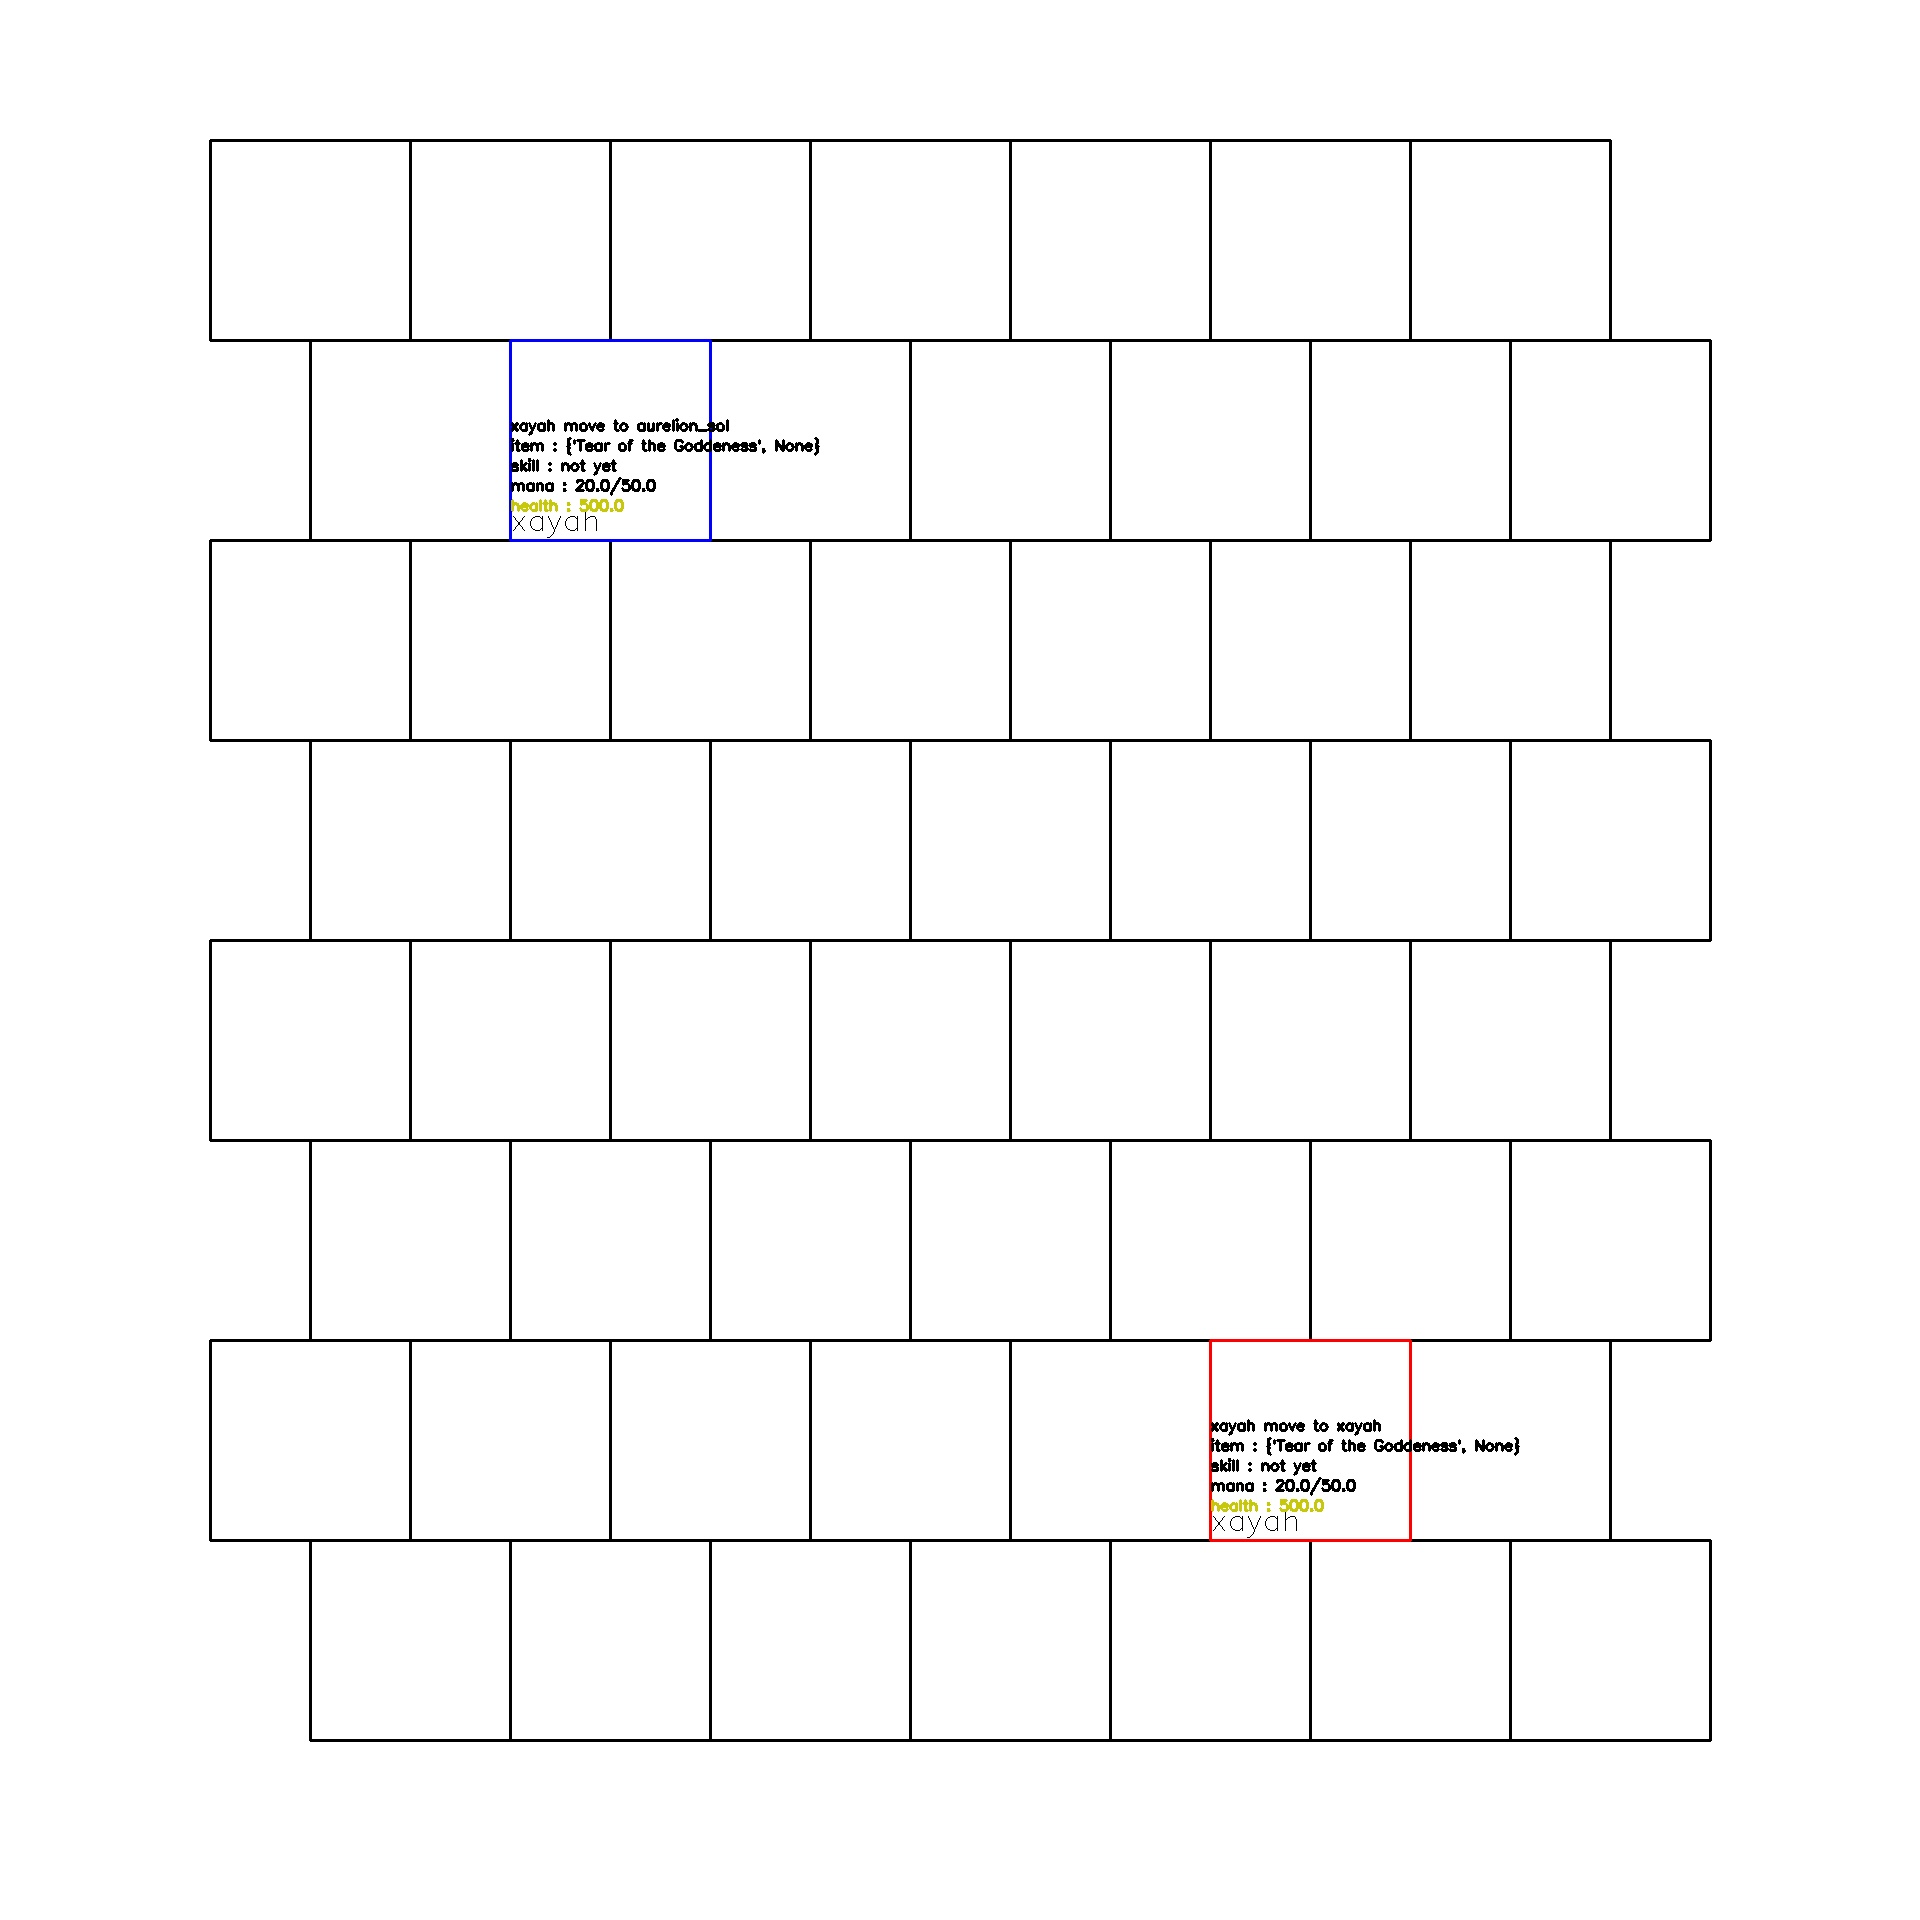 xayah move to aurelion_sol
item : {'Tear of the Goddeness', None}
skill : not yet
mana : 20.0/50.0
health : 500.0
xayah
xayah move to xayah
item : {'Tear of the Goddeness', None}
skill : not yet
mana : 20.0/50.0
health : 500.0
xayah